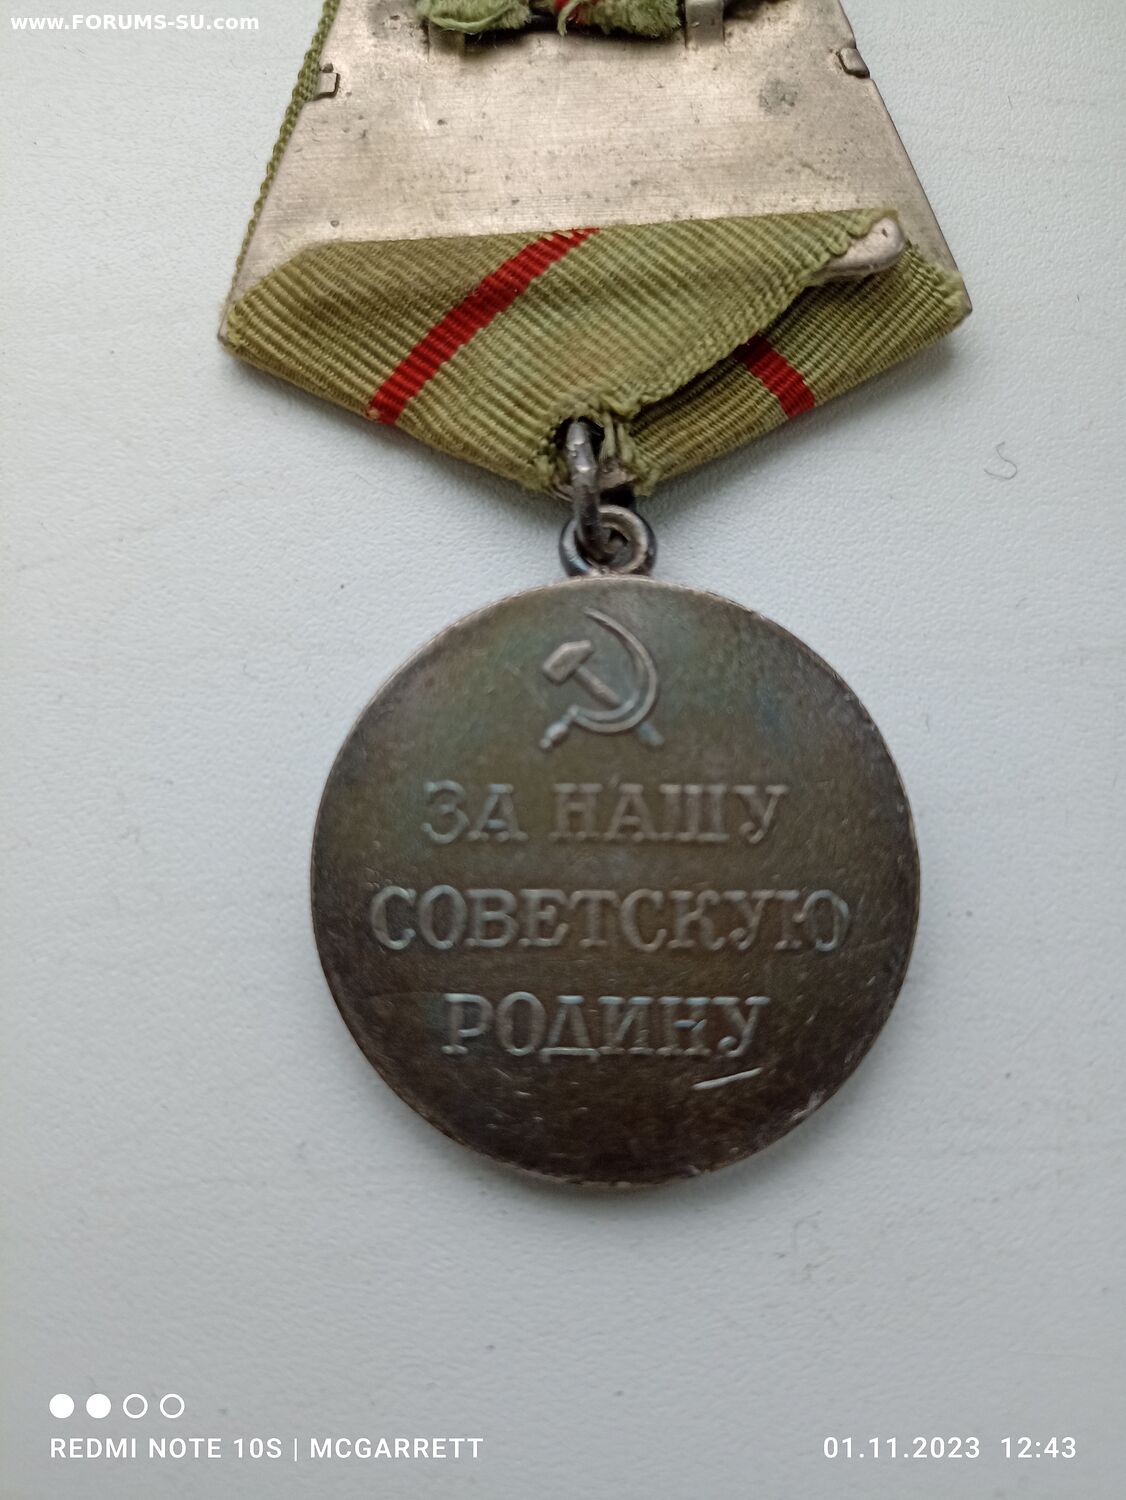 www.FORUMS-SU.com
ЗА НАШУ
СОВЕТСКУЮ
РОДИНУ
REDMI NOTE 10S | MCGARRETT
01.11.2023 12:43